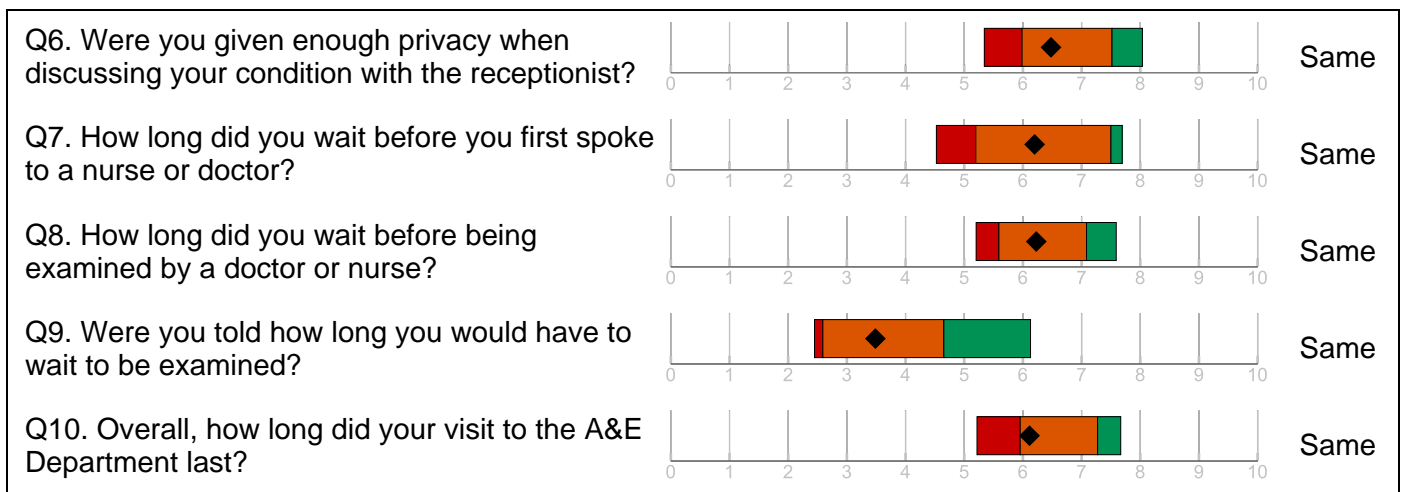 Q6. Were you given enough privacy when
discussing your condition with the receptionist?
Same
0 1 2 3 4 5 6 7 8 9 10
Q7. How long did you wait before you first spoke
to a nurse or doctor?
Same
0 1 2 3 4 5 6 7 8 9 10
Q8. How long did you wait before being
examined by a doctor or nurse?
Same
0 1 2 3 4 5 6 7 8 9 10
Q9. Were you told how long you would have to
wait to be examined?
Same
0 1 2 3 4 5 6 7 8 9 10
Q10. Overall, how long did your visit to the A&E
Department last?
Same
0 1 2 3 4 5 6 7 8 9 10